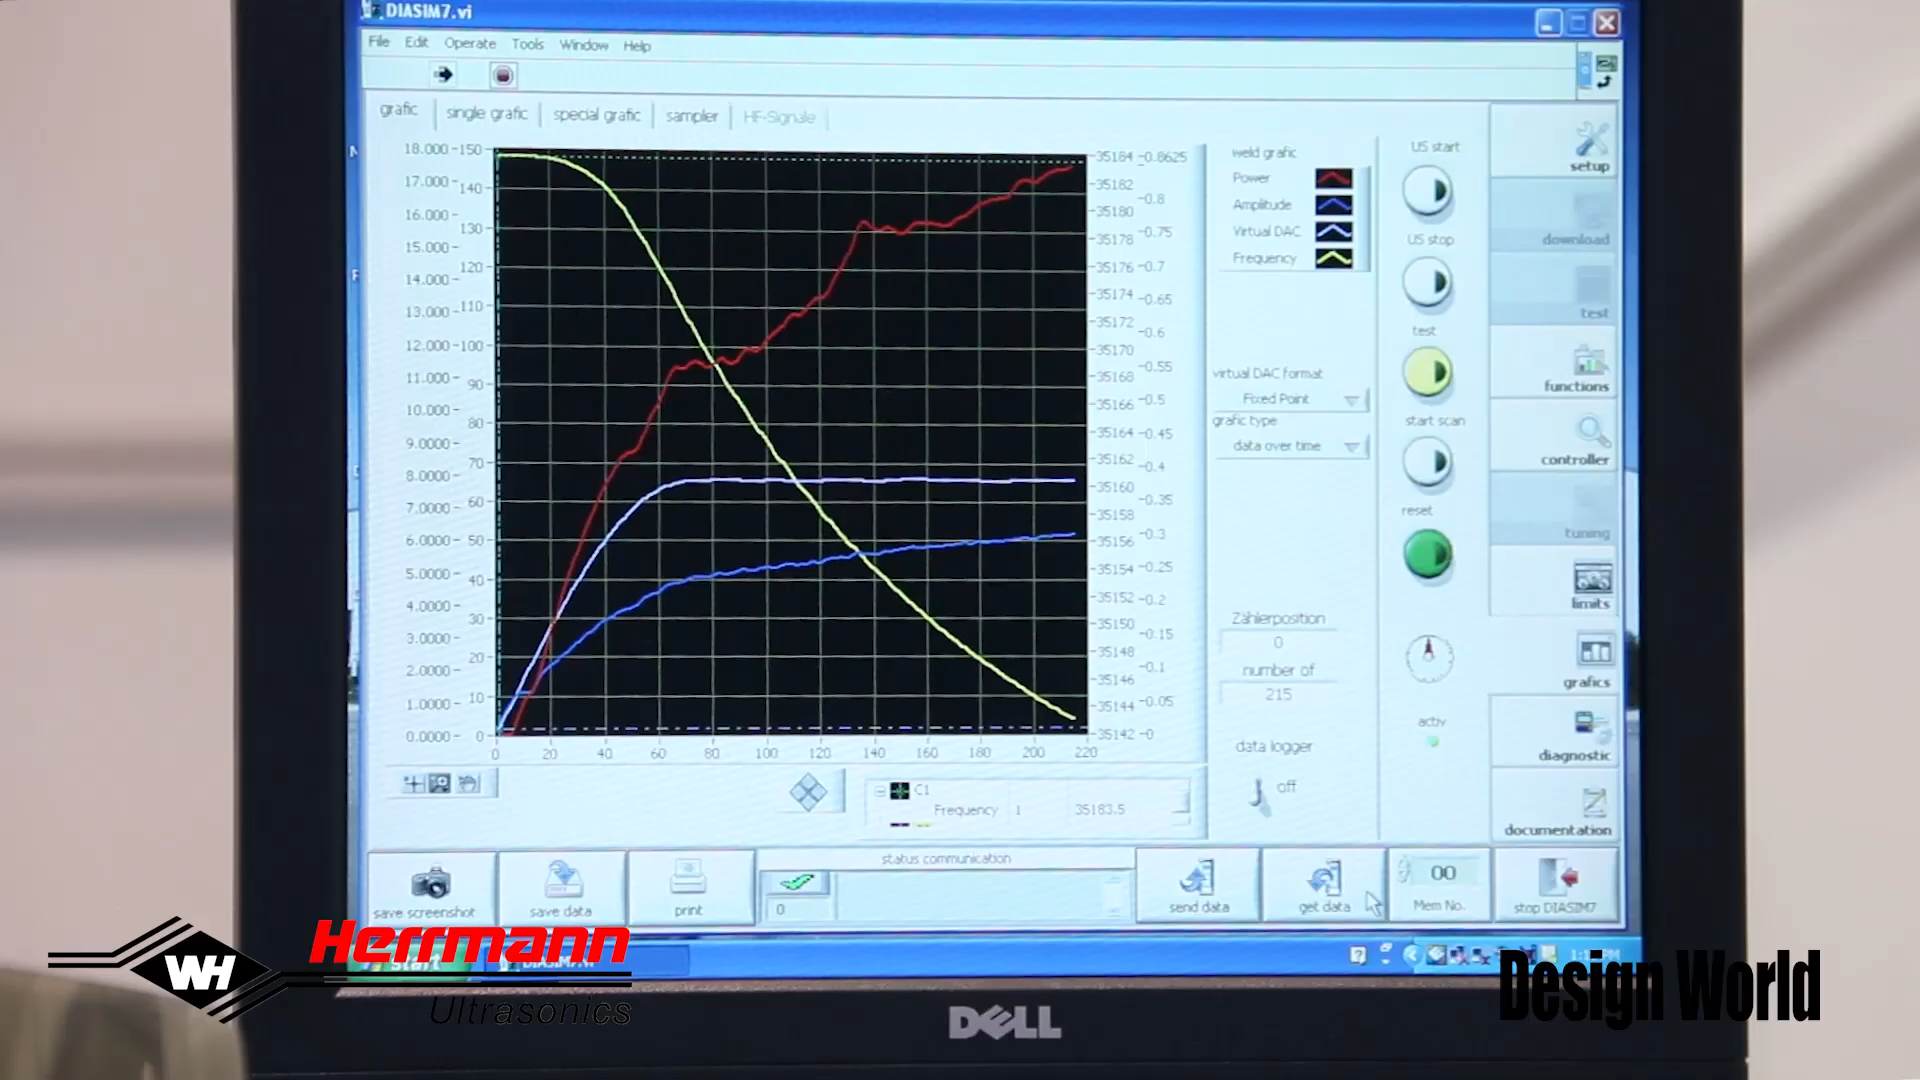 DIASIM7.vi
File Edit Operate Tools Window Help
grafic single grafic special grafic sampler HF-Signale
18.000
17.000
16.000
15.000
14.000
13.000
12.000
11.000
10.000
9.0000
8.0000
7.0000
6.0000
5.0000
4.0000
3.0000
2.0000
1.0000
0.0000
150
140
130
120
110
100
90
80
70
60
50
40
30
20
10
0
0 20 40 60 80 100 120 140 160 180 200 220
35184
35182
35180
35178
35176
35174
35172
35170
35168
35166
35164
35162
35160
35158
35156
35154
35152
35150
35148
35146
35144
35142
0.8625
0.8
0.75
0.7
0.65
0.6
0.55
0.5
0.45
0.4
0.35
0.3
0.25
0.2
0.15
0.1
0.05
0
weld grafic
Power
Amplitude
Virtual DAC
Frequency
virtual DAC format
Fixed Point
grafic type
data over time
Zählerposition
0
number of
215
data logger
off
US start
US stop
test
start scan
reset
activ
setup
download
test
functions
controller
tuning
limits
grafics
diagnostic
documentation
C1
Frequency 1 35183.5
save screenshot
save data
print
status communication
0
send data
get data
00
Mem No.
stop DIASIM7
start
WH
Herrmann
Ultrasonics
DELL
Design World